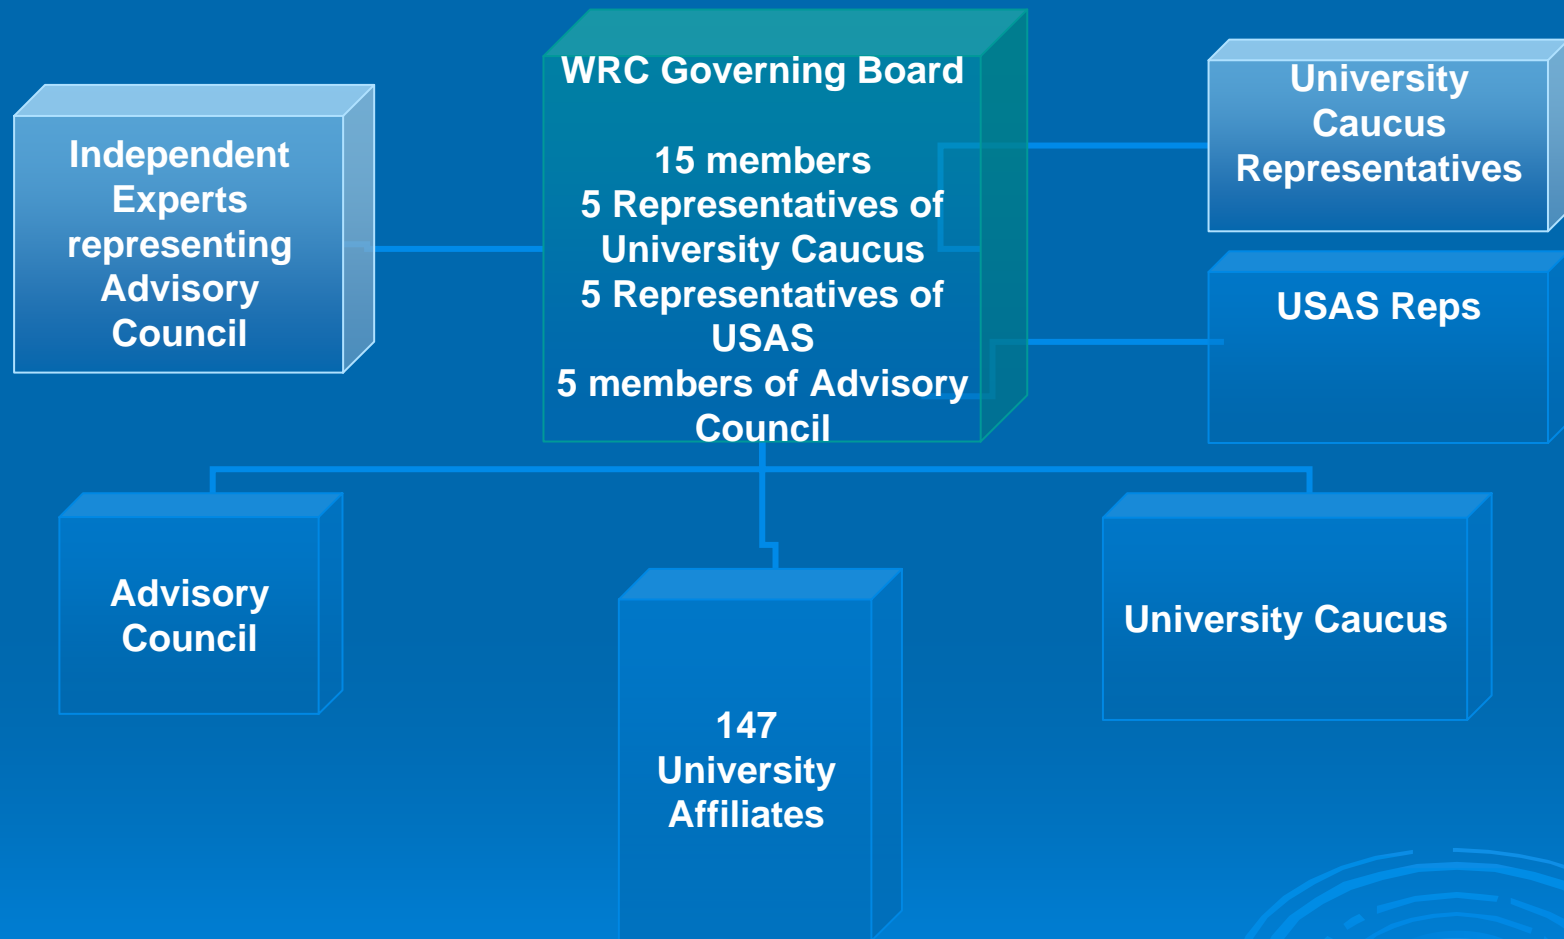 WRC Governing Board
15 members
5 Representatives of
University Caucus
5 Representatives of
USAS
5 members of Advisory
Council
Independent
Experts
representing
Advisory
Council
University
Caucus
Representatives
USAS Reps
Advisory
Council
147
University
Affiliates
University Caucus